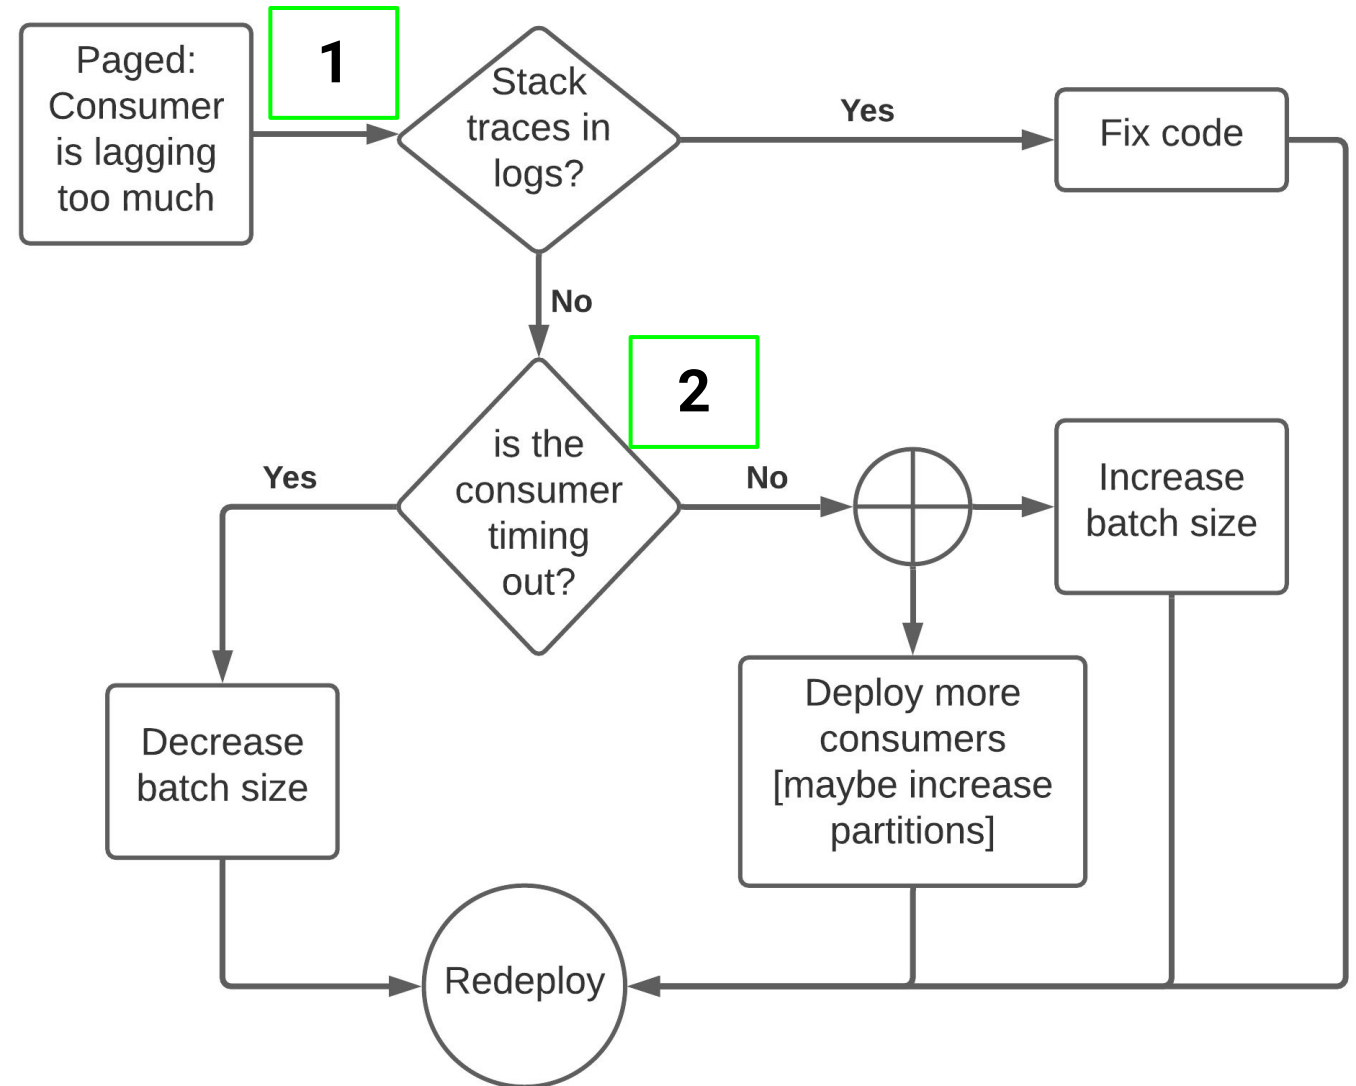 Paged:
Consumer
is lagging
too much
1
Stack
traces in
logs?
Yes
Fix code
No
2
is the
consumer
timing
out?
Yes
No
Increase
batch size
Decrease
batch size
Deploy more
consumers
[maybe increase
partitions]
Redeploy